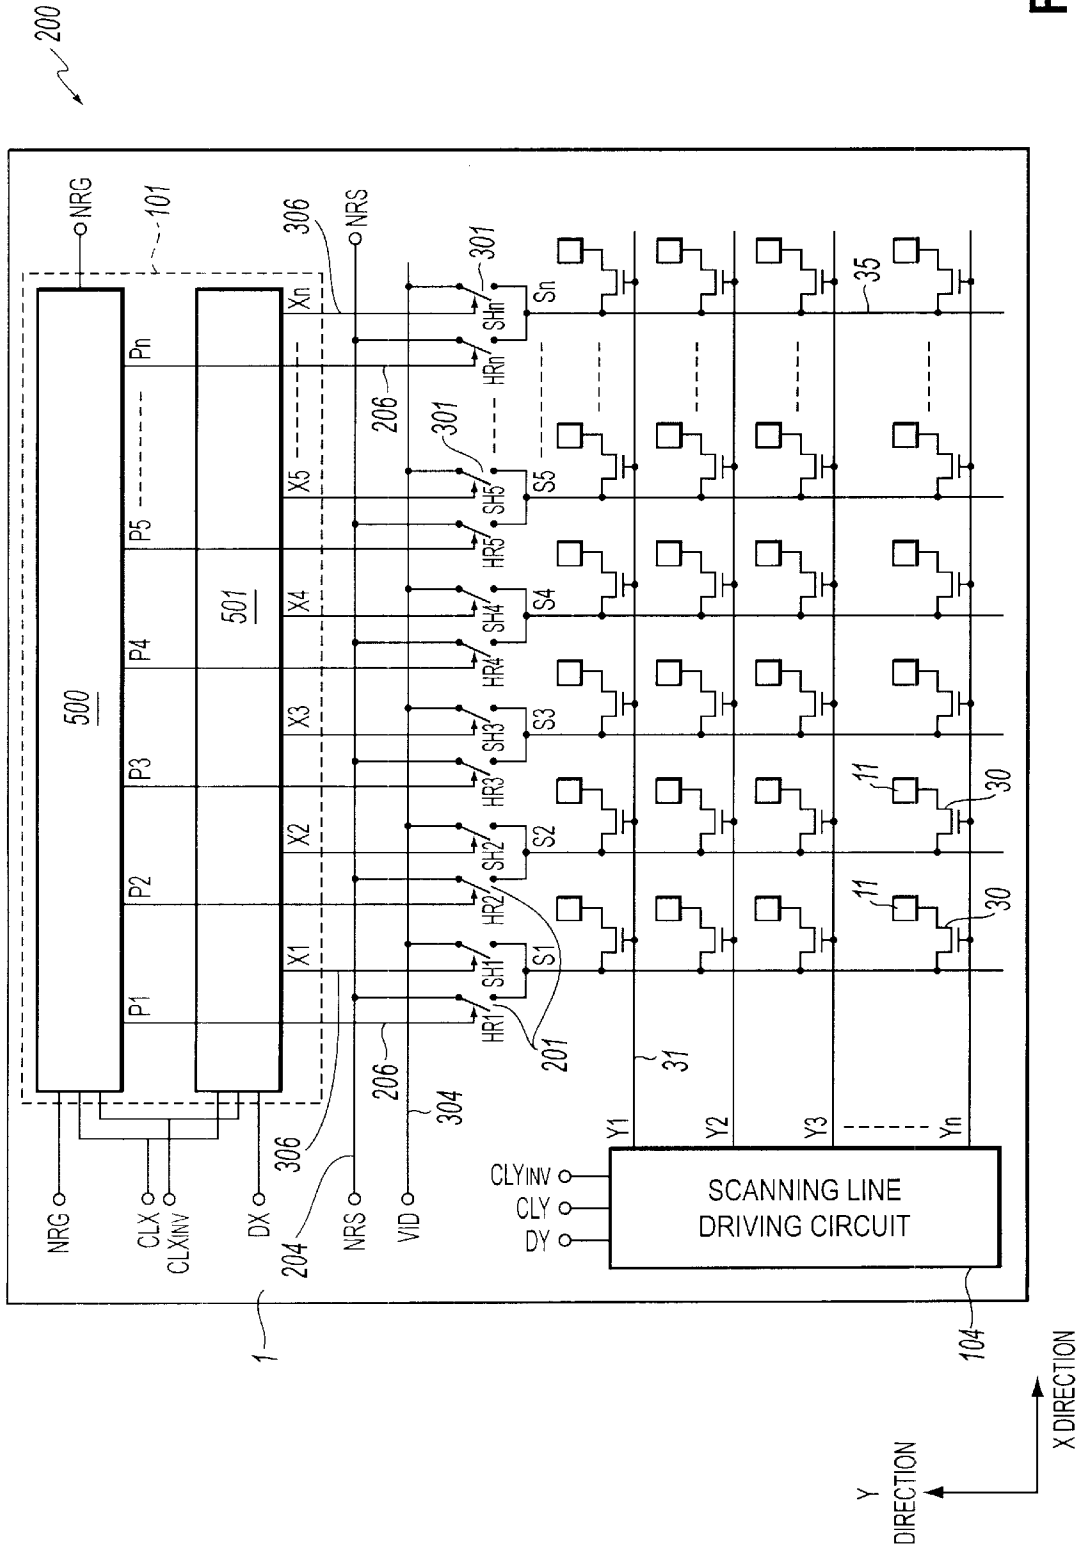 F
200
NRG
101
306
NRS
500
Pn
Xn
206
301
SHn
HRn
Sn
35
P5
X5
301
SH5
HR5
S5
501
P4
X4
SH4
HR4
S4
P3
X3
SH3
HR3
S3
P2
X2
SH2
HR2
S2
P1
X1
SH1
HR1
S1
201
206
306
304
204
11
30
11
30
31
NRG
CLX
CLXINV
DX
NRS
VID
CLYINV
CLY
DY
Y1
Y2
Y3
Yn
SCANNING LINE
DRIVING CIRCUIT
104
1
Y
DIRECTION
X DIRECTION